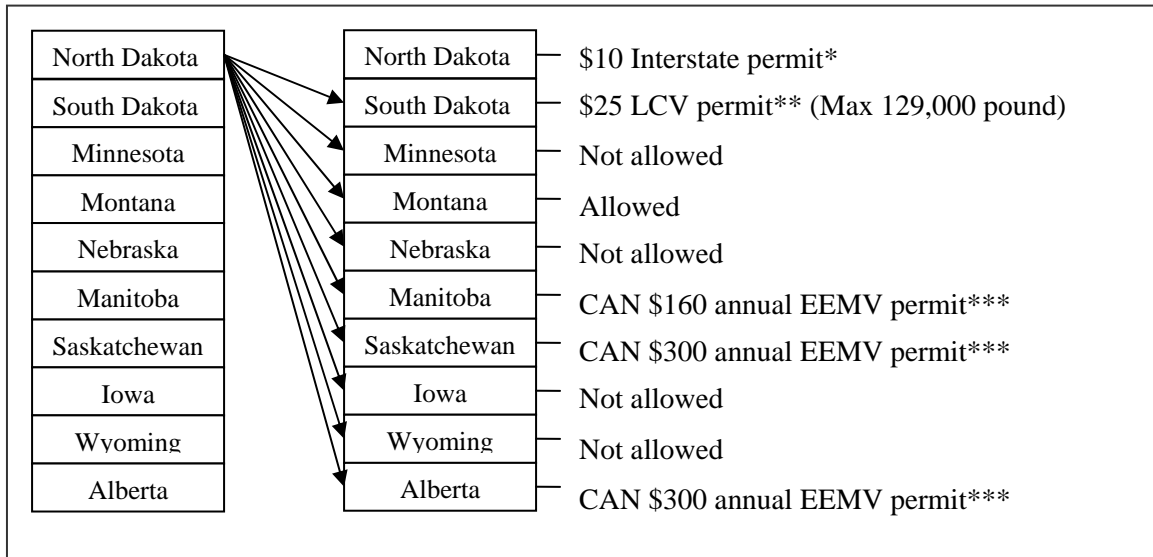 North Dakota North Dakota $10 Interstate permit*
South Dakota South Dakota $25 LCV permit** (Max 129,000 pound)
Minnesota Minnesota Not allowed
Montana Montana Allowed
Nebraska Nebraska Not allowed
Manitoba Manitoba CAN $160 annual EEMV permit***
Saskatchewan Saskatchewan CAN $300 annual EEMV permit***
Iowa Iowa Not allowed
Wyoming Wyoming Not allowed
Alberta Alberta CAN $300 annual EEMV permit***